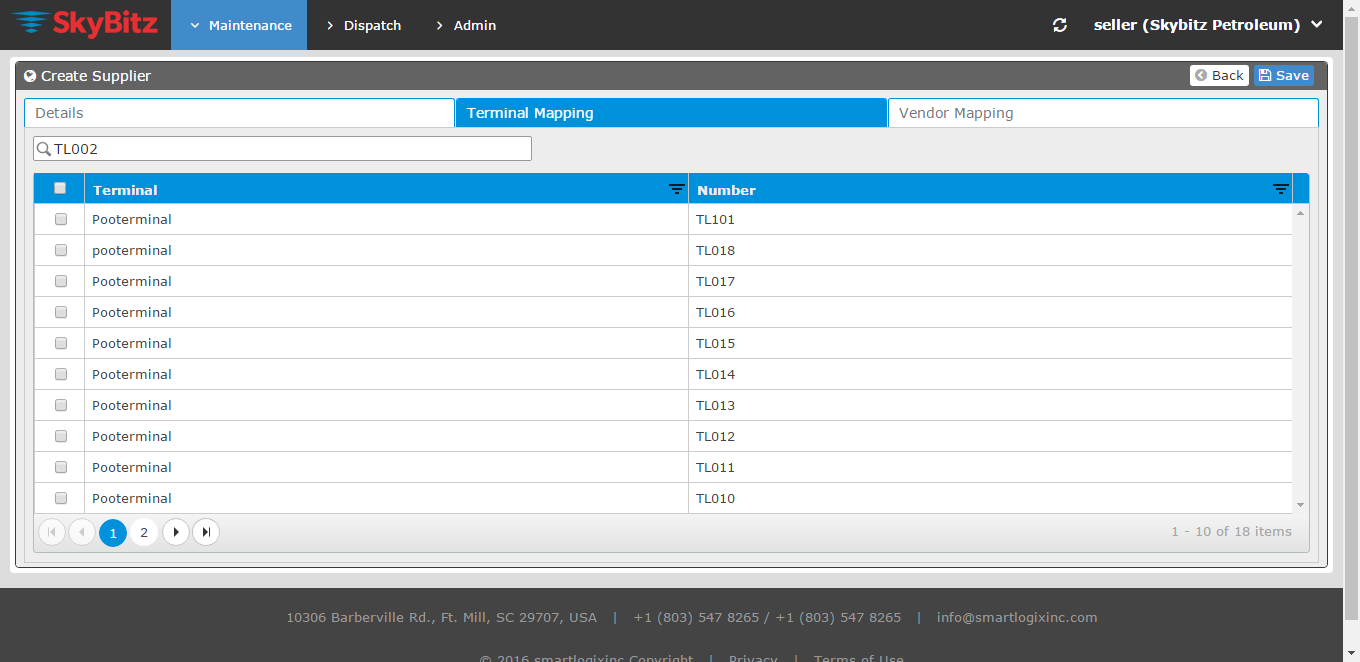 SkyBitz Maintenance Dispatch Admin seller (Skybitz Petroleum)
Create Supplier Back Save
Details Terminal Mapping Vendor Mapping
TL002
Terminal Number
Pooterminal TL101
pooterminal TL018
Pooterminal TL017
Pooterminal TL016
Pooterminal TL015
Pooterminal TL014
Pooterminal TL013
Pooterminal TL012
Pooterminal TL011
Pooterminal TL010
1 2 1 - 10 of 18 items
10306 Barberville Rd., Ft. Mill, SC 29707, USA | +1 (803) 547 8265 / +1 (803) 547 8265 | info@smartlogixinc.com
© 2016 smartlogixinc Copyright | Privacy | Terms of Use